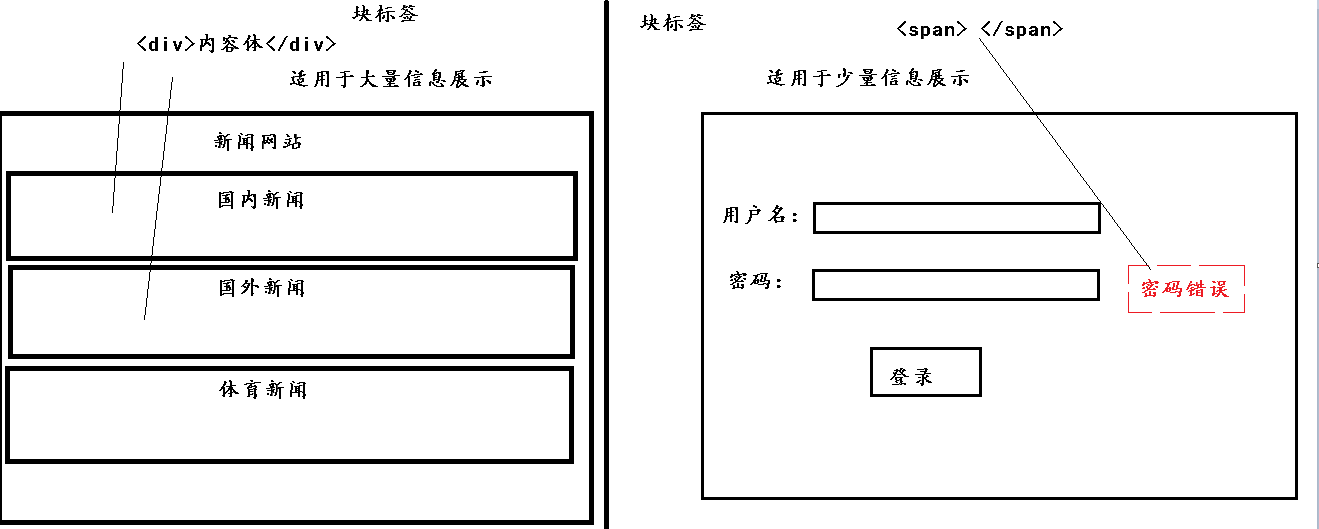 块标签
<div>内容体</div>
适用于大量信息展示
新闻网站
国内新闻
国外新闻
体育新闻
块标签
<span> </span>
适用于少量信息展示
用户名：
密码：
密码错误
登录